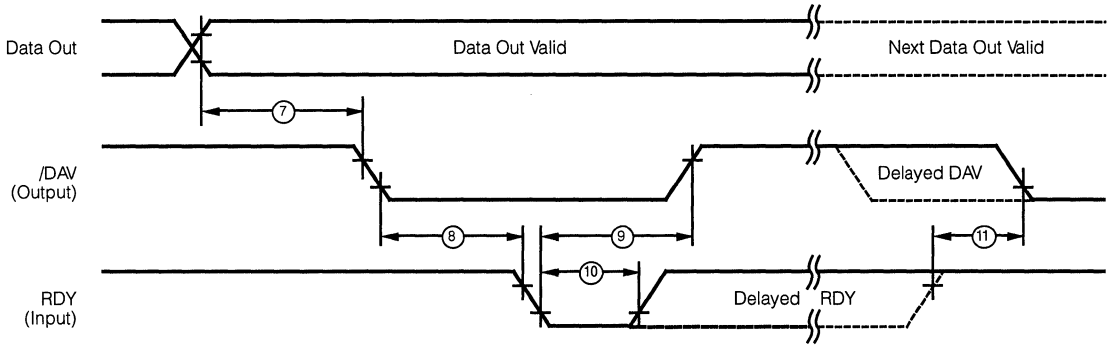 Data Out
Data Out Valid
Next Data Out Valid
7
/DAV
(Output)
Delayed DAV
8
9
11
10
RDY
(Input)
Delayed RDY